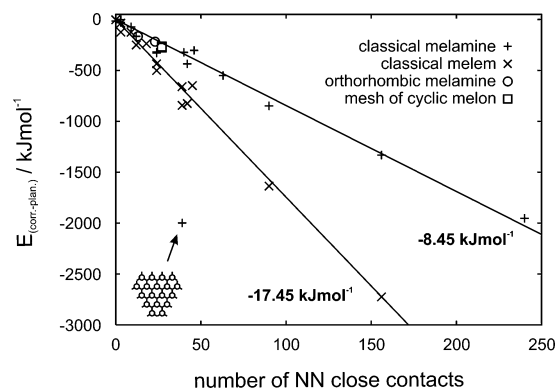 0
-500
-1000
-1500
-2000
-2500
-3000
E(corr.-plan.) / kJmol-1
classical melamine
classical melem
orthorhombic melamine
mesh of cyclic melon
-8.45 kJmol-1
-17.45 kJmol-1
0 50 100 150 200 250
number of NN close contacts